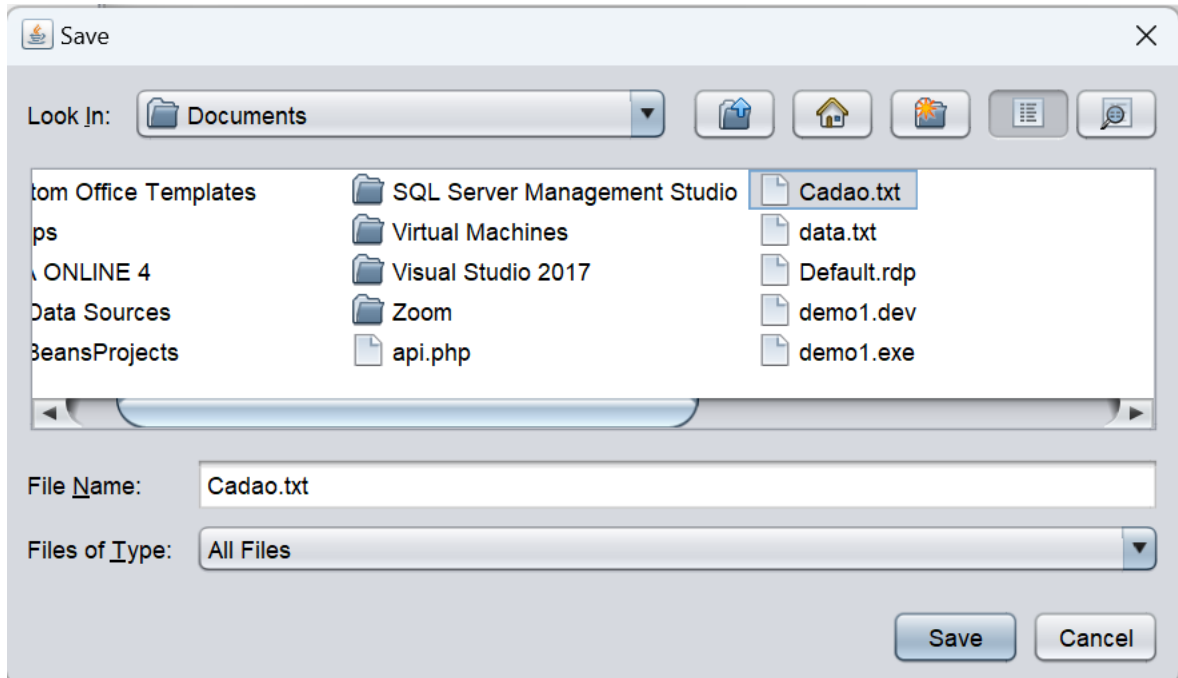 Save
Look In: Documents
tom Office Templates SQL Server Management Studio Cadao.txt
ps Virtual Machines data.txt
A ONLINE 4 Visual Studio 2017 Default.rdp
Data Sources Zoom demo1.dev
BeansProjects api.php demo1.exe
File Name: Cadao.txt
Files of Type: All Files
Save Cancel